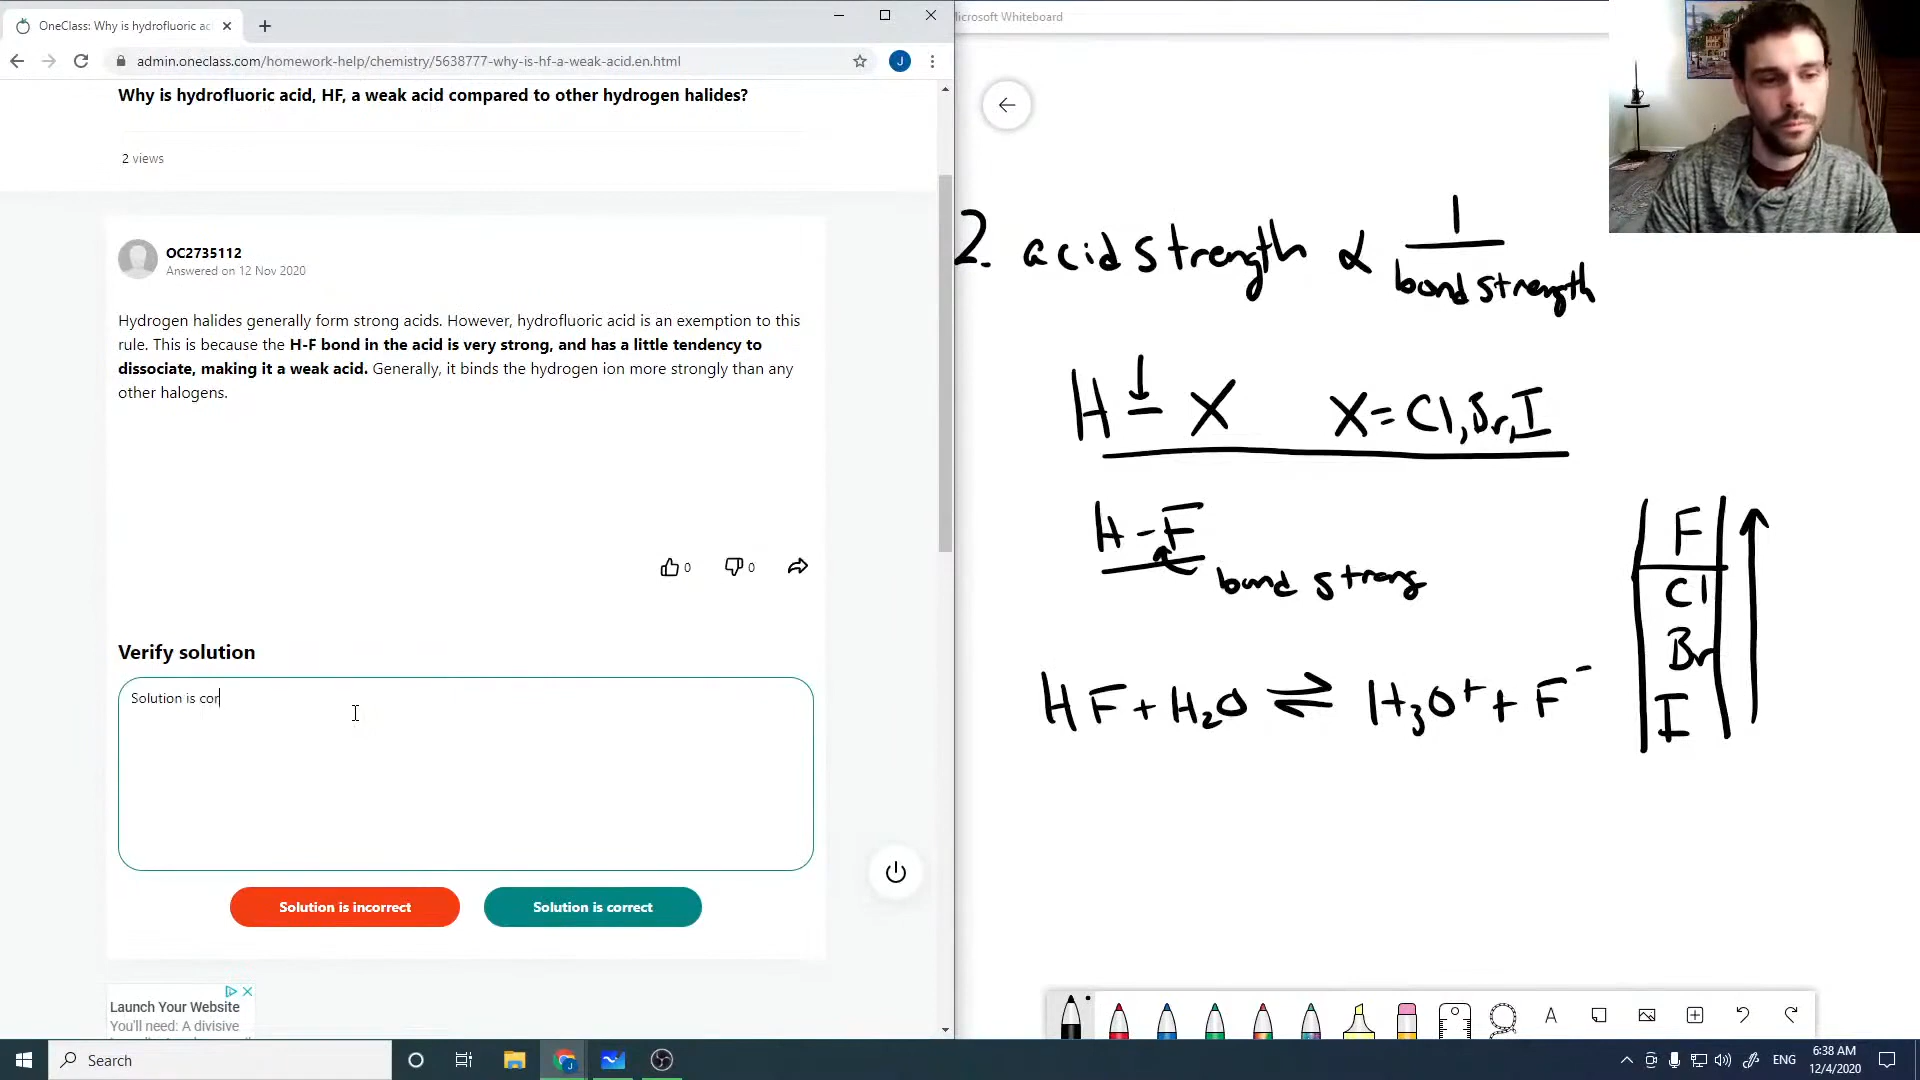 OneClass: Why is hydrofluoric ac
admin.oneclass.com/homework-help/chemistry/5638777-why-is-hf-a-weak-acid.en.html
J
Why is hydrofluoric acid, HF, a weak acid compared to other hydrogen halides?
2 views
OC2735112
Answered on 12 Nov 2020
Hydrogen halides generally form strong acids. However, hydrofluoric acid is an exemption to this
rule. This is because the H-F bond in the acid is very strong, and has a little tendency to
dissociate, making it a weak acid. Generally, it binds the hydrogen ion more strongly than any
other halogens.
0
0
Verify solution
Solution is cor
Solution is incorrect
Solution is correct
Launch Your Website
You'll need: A divisive
Microsoft Whiteboard
2. acid strength ∝ 1
bond strength
H - X X = Cl, Br, I
H - F
bond strong
HF + H₂O ⇌ H₃O⁺ + F⁻
F
Cl
Br
I
A
Search
J
ENG
6:38 AM
12/4/2020